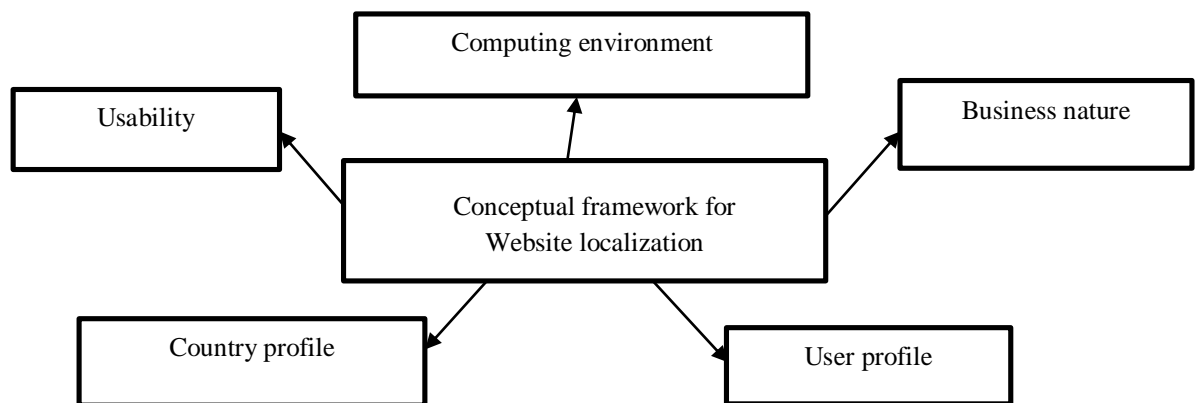 Computing environment
Usability
Business nature
Conceptual framework for
Website localization
Country profile
User profile